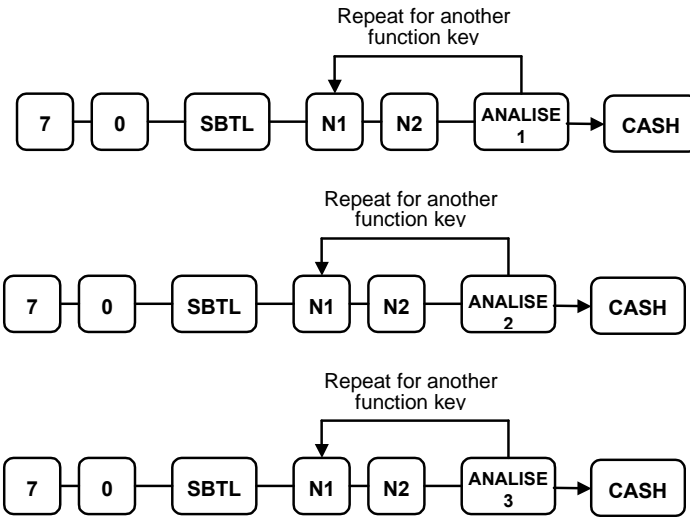 Repeat for another
function key
7 0 SBTL N1 N2 ANALISE 1 CASH
Repeat for another
function key
7 0 SBTL N1 N2 ANALISE 2 CASH
Repeat for another
function key
7 0 SBTL N1 N2 ANALISE 3 CASH